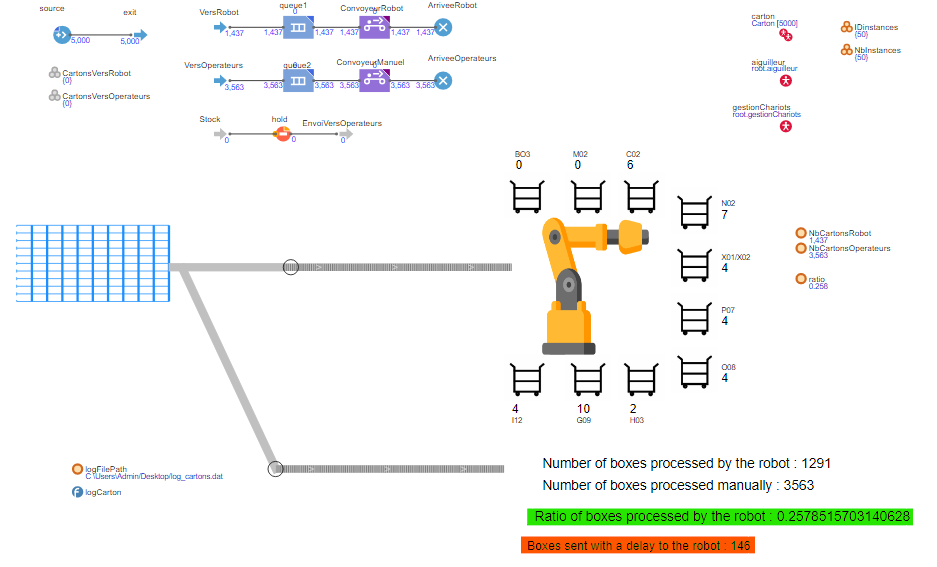 source
exit
5,000
5,000
CartonsVersRobot
{0}
CartonsVersOperateurs
{0}
VersRobot
queue1
ConvoyeurRobot
ArriveeRobot
0
0
1,437
1,437
1,437
1,437
1,437
VersOperateurs
queue2
ConvoyeurManuel
ArriveeOperateurs
0
0
3,563
3,563
3,563
3,563
3,563
Stock
hold
EnvoiVersOperateurs
0
0
0
carton
Carton [5000]
aiguilleur
root.aiguilleur
gestionChariots
root.gestionChariots
IDinstances
{50}
NbInstances
{50}
BO3
0
M02
0
C02
6
N02
7
X01/X02
4
P07
4
O08
4
4
I12
10
G09
2
H03
NbCartonsRobot
1,437
NbCartonsOperateurs
3,563
ratio
0.258
logFilePath
C:\Users\Admin/Desktop/log_cartons.dat
F
logCarton
Number of boxes processed by the robot : 1291
Number of boxes processed manually : 3563
Ratio of boxes processed by the robot : 0.2578515703140628
Boxes sent with a delay to the robot : 146